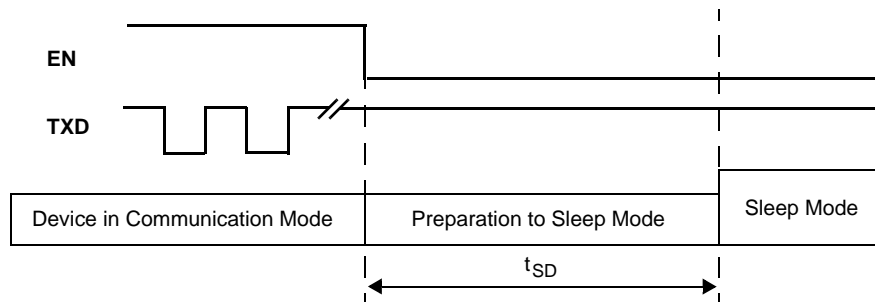 EN
TXD
Device in Communication Mode
Preparation to Sleep Mode
Sleep Mode
tSD